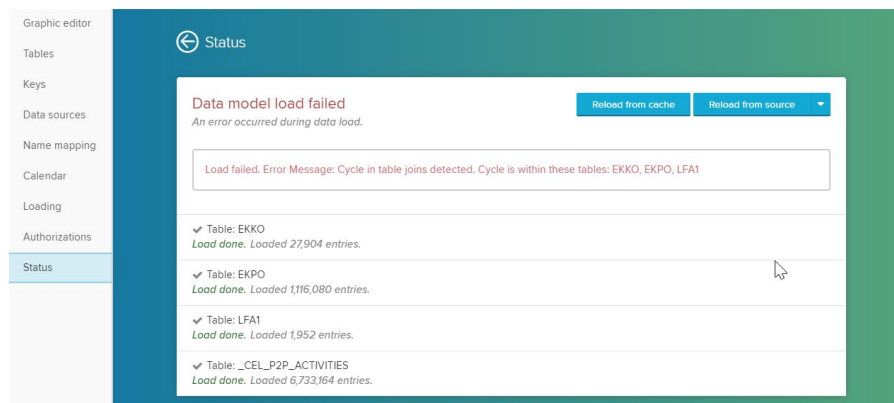 Graphic editor
Tables
Keys
Data sources
Name mapping
Calendar
Loading
Authorizations
Status
Status
Data model load failed
An error occurred during data load.
Reload from cache
Reload from source
Load failed. Error Message: Cycle in table joins detected. Cycle is within these tables: EKKO, EKPO, LFA1
Table: EKKO
Load done. Loaded 27,904 entries.
Table: EKPO
Load done. Loaded 1,116,080 entries.
Table: LFA1
Load done. Loaded 1,952 entries.
Table: _CEL_P2P_ACTIVITIES
Load done. Loaded 6,733,164 entries.